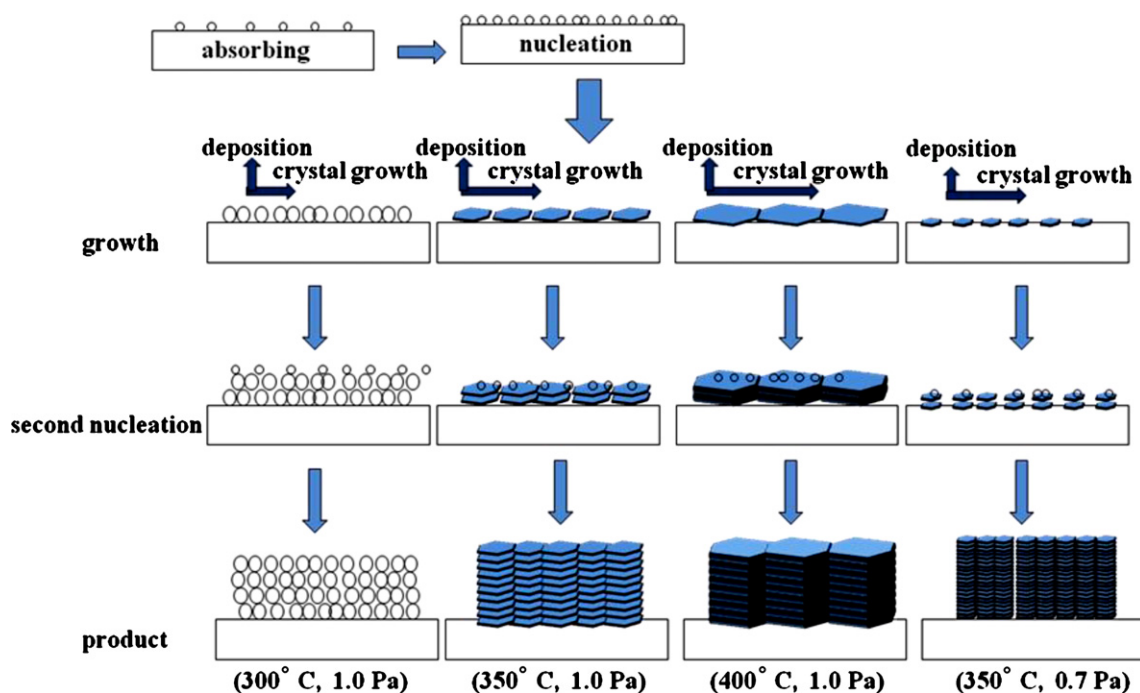 absorbing
nucleation
deposition
crystal growth
deposition
crystal growth
deposition
crystal growth
deposition
crystal growth
growth
second nucleation
product
(300° C, 1.0 Pa)
(350° C, 1.0 Pa)
(400° C, 1.0 Pa)
(350° C, 0.7 Pa)